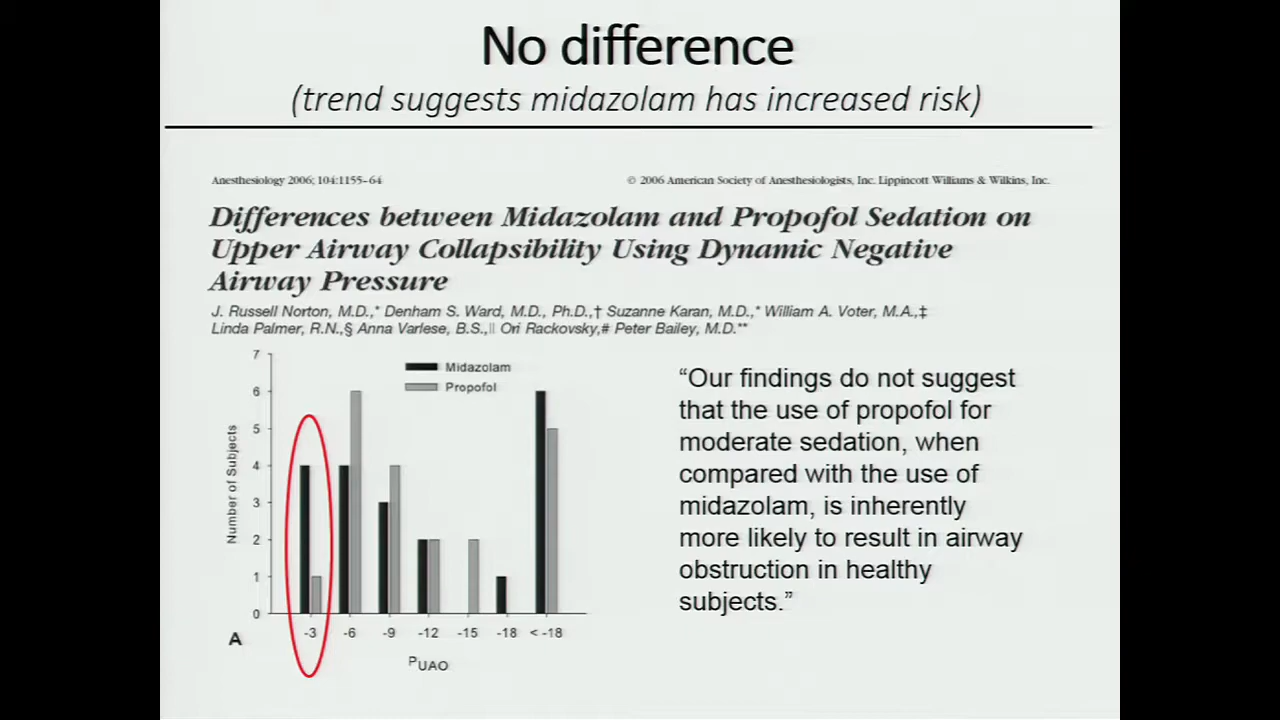 No difference
(trend suggests midazolam has increased risk)
Anesthesiology 2006; 104:1155–64
© 2006 American Society of Anesthesiologists, Inc. Lippincott Williams & Wilkins, Inc.
Differences between Midazolam and Propofol Sedation on
Upper Airway Collapsibility Using Dynamic Negative
Airway Pressure
J. Russell Norton, M.D.,* Denham S. Ward, M.D., Ph.D.,† Suzanne Karan, M.D.,* William A. Voter, M.A.,‡
Linda Palmer, R.N.,§ Anna Varlese, B.S.,|| Ori Rackovsky,# Peter Bailey, M.D.**
Midazolam
Propofol
Number of Subjects
7
6
5
4
3
2
1
0
-3 -6 -9 -12 -15 -18 < -18
A
PUAO
“Our findings do not suggest
that the use of propofol for
moderate sedation, when
compared with the use of
midazolam, is inherently
more likely to result in airway
obstruction in healthy
subjects.”